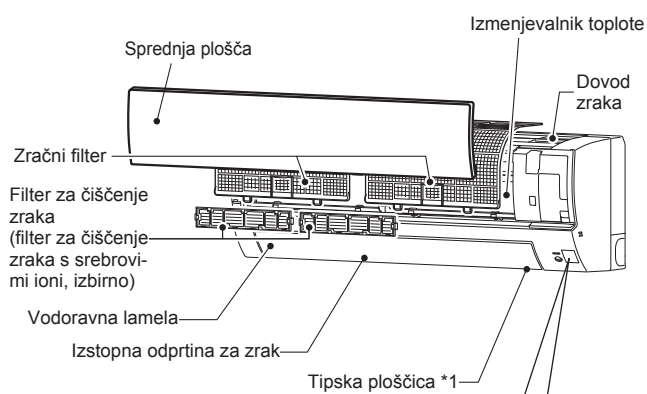 Izmenjevalnik toplote
Sprednja plošča
Dovod
zraka
Zračni filter
Filter za čiščenje
zraka
(filter za čiščenje
zraka s srebrovi-
mi ioni, izbirno)
Vodoravna lamela
Izstopna odprtina za zrak
Tipska ploščica *1